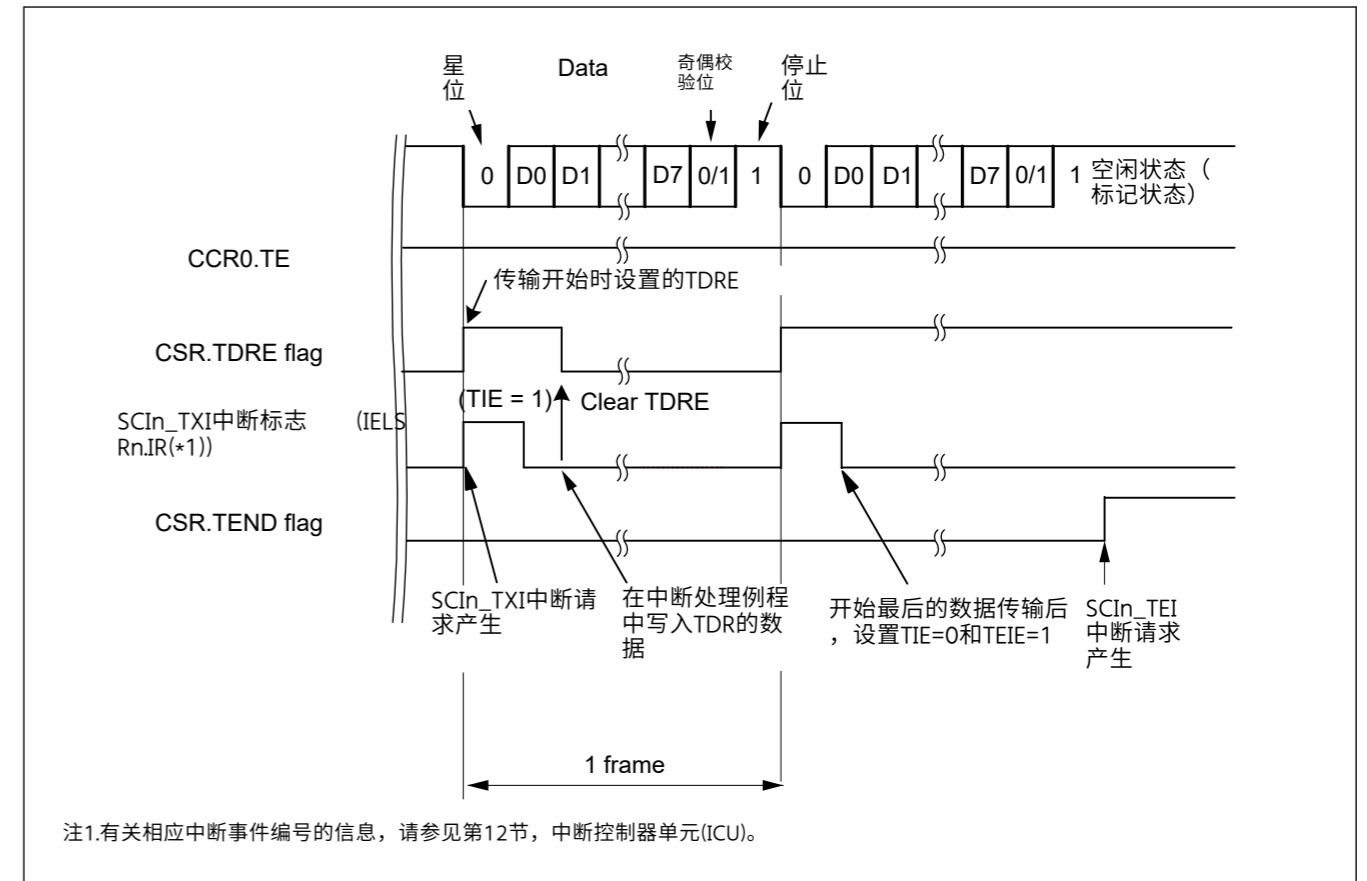 星
位
Data
奇偶校
验位
停止
位
0 D0 D1 D7 0/1 1 0 D0 D1 D7 0/1 1 空闲状态（
标记状态）
CCR0.TE
传输开始时设置的TDRE
CSR.TDRE flag
(TIE = 1) Clear TDRE
SCIn_TXI中断标志 (IELS
Rn.IR(*1))
CSR.TEND flag
SCIn_TXI中断请
求产生
在中断处理例程
中写入TDR的数
据
开始最后的数据传输后
，设置TIE=0和TEIE=1
SCIn_TEI
中断请求
产生
1 frame
注1.有关相应中断事件编号的信息，请参见第12节，中断控制器单元(ICU)。